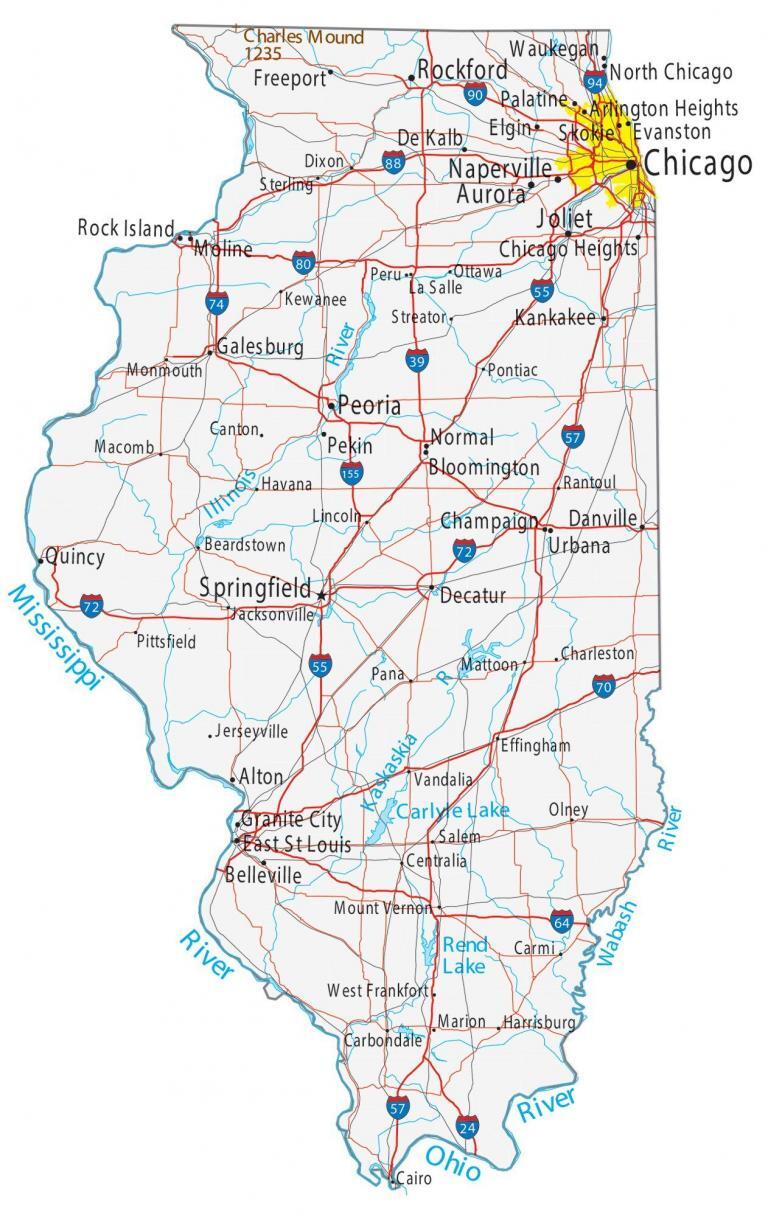 Charles Mound
1235
Waukegan
North Chicago
Freeport
Rockford
94
90
Palatine
Arlington Heights
Elgin
Skokie
Evanston
De Kalb
Dixon
88
Naperville
Chicago
Sterling
Aurora
Rock Island
Joliet
Moline
Chicago Heights
80
Peru
Ottawa
La Salle
74
Kewanee
55
Streator
Kankakee
River
Galesburg
39
Monmouth
Pontiac
Peoria
Canton
Normal
57
Macomb
Pekin
Bloomington
155
Illinois
Havana
Rantoul
Lincoln
Champaign
Danville
Quincy
Beardstown
72
Urbana
Springfield
Decatur
72
Jacksonville
Mississippi
Pittsfield
55
Pana
R
Mattoon
Charleston
70
Jerseyville
Effingham
Kaskaskia
Alton
Vandalia
Granite City
Carlyle Lake
Olney
River
East St Louis
Salem
Belleville
Centralia
Mount Vernon
64
Wabash
River
Rend
Lake
Carmi
West Frankfort
Marion
Harrisburg
Carbondale
57
24
River
Ohio
Cairo